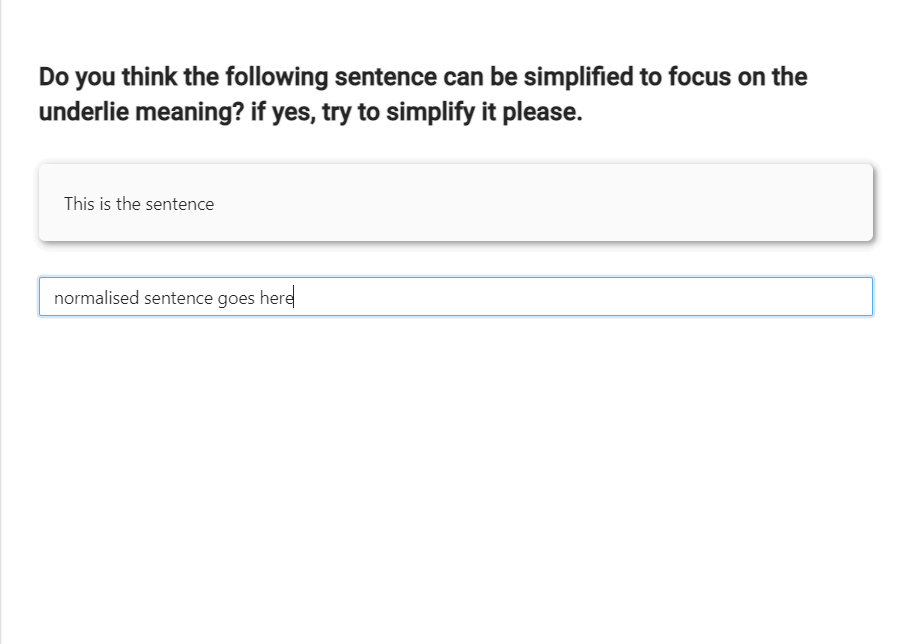 Do you think the following sentence can be simplified to focus on the
underlie meaning? if yes, try to simplify it please.
This is the sentence
normalised sentence goes here